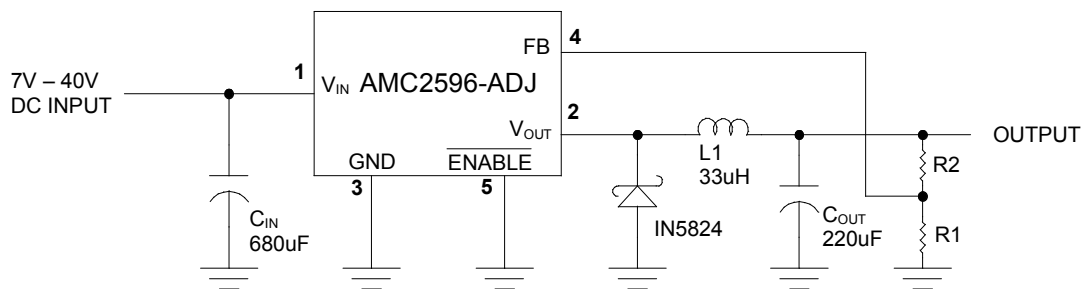 FB
4
7V – 40V
DC INPUT
1
VIN
AMC2596-ADJ
2
VOUT
OUTPUT
GND
ENABLE
3
5
L1
33uH
R2
CIN
680uF
IN5824
COUT
220uF
R1